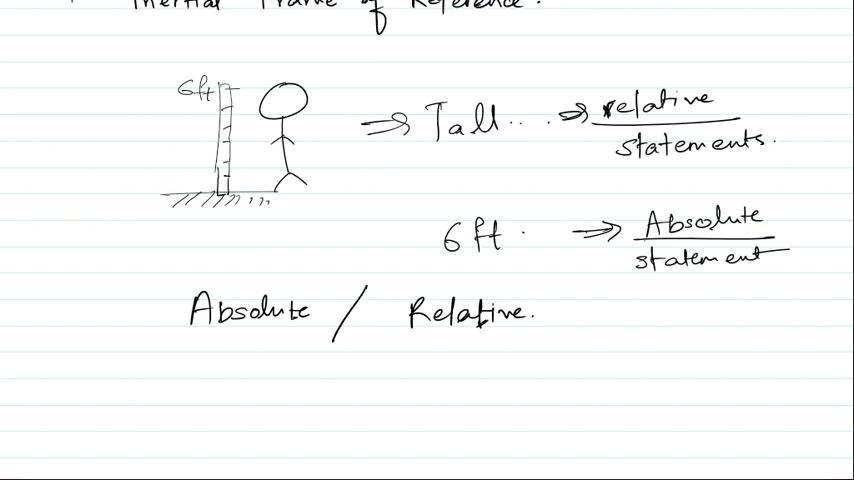 Inertial Frame of Reference.
6ft
⇒ Tall.. . ⇒ relative
statements.
6 ft . ⇒ Absolute
statement
Absolute / Relative.